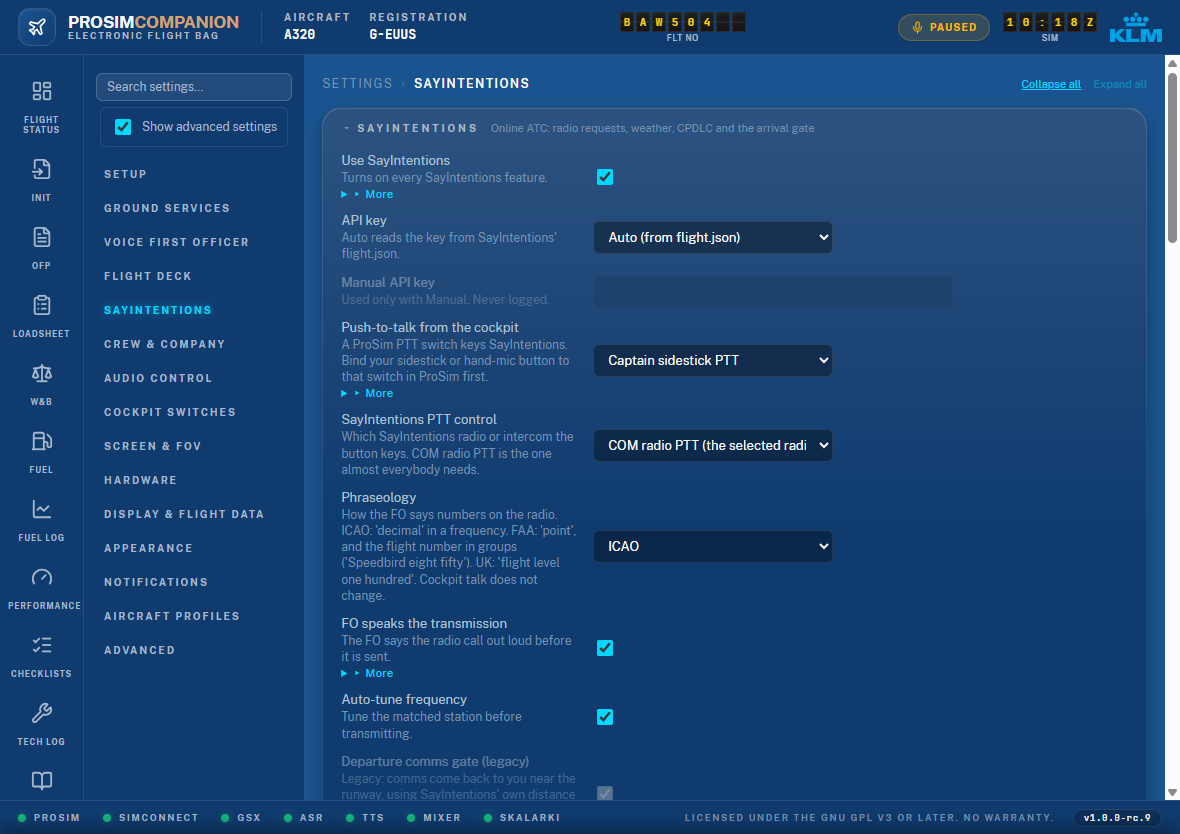 PROSIMCOMPANION
ELECTRONIC FLIGHT BAG
AIRCRAFT
A320
REGISTRATION
G-EUUS
BAW504
FLT NO
PAUSED
10:18Z
SIM
KLM
FLIGHT STATUS
INIT
OFP
LOADSHEET
W&B
FUEL
FUEL LOG
PERFORMANCE
CHECKLISTS
TECH LOG
Search settings...
Show advanced settings
SETUP
GROUND SERVICES
VOICE FIRST OFFICER
FLIGHT DECK
SAYINTENTIONS
CREW & COMPANY
AUDIO CONTROL
COCKPIT SWITCHES
SCREEN & FOV
HARDWARE
DISPLAY & FLIGHT DATA
APPEARANCE
NOTIFICATIONS
AIRCRAFT PROFILES
ADVANCED
SETTINGS › SAYINTENTIONS
Collapse all Expand all
SAYINTENTIONS Online ATC: radio requests, weather, CPDLC and the arrival gate
Use SayIntentions
Turns on every SayIntentions feature.
More
API key
Auto reads the key from SayIntentions'
flight.json.
Auto (from flight.json)
Manual API key
Used only with Manual. Never logged.
Push-to-talk from the cockpit
A ProSim PTT switch keys SayIntentions.
Bind your sidestick or hand-mic button to
that switch in ProSim first.
More
Captain sidestick PTT
SayIntentions PTT control
Which SayIntentions radio or intercom the
button keys. COM radio PTT is the one
almost everybody needs.
COM radio PTT (the selected radi
Phraseology
How the FO says numbers on the radio.
ICAO: 'decimal' in a frequency. FAA: 'point',
and the flight number in groups
('Speedbird eight fifty'). UK: 'flight level
one hundred'. Cockpit talk does not
change.
ICAO
FO speaks the transmission
The FO says the radio call out loud before
it is sent.
More
Auto-tune frequency
Tune the matched station before
transmitting.
Departure comms gate (legacy)
Legacy: comms come back to you near the
runway, using SayIntentions' own distance
PROSIM
SIMCONNECT
GSX
ASR
TTS
MIXER
SKALARKI
LICENSED UNDER THE GNU GPL V3 OR LATER. NO WARRANTY.
v1.0.0-rc.9